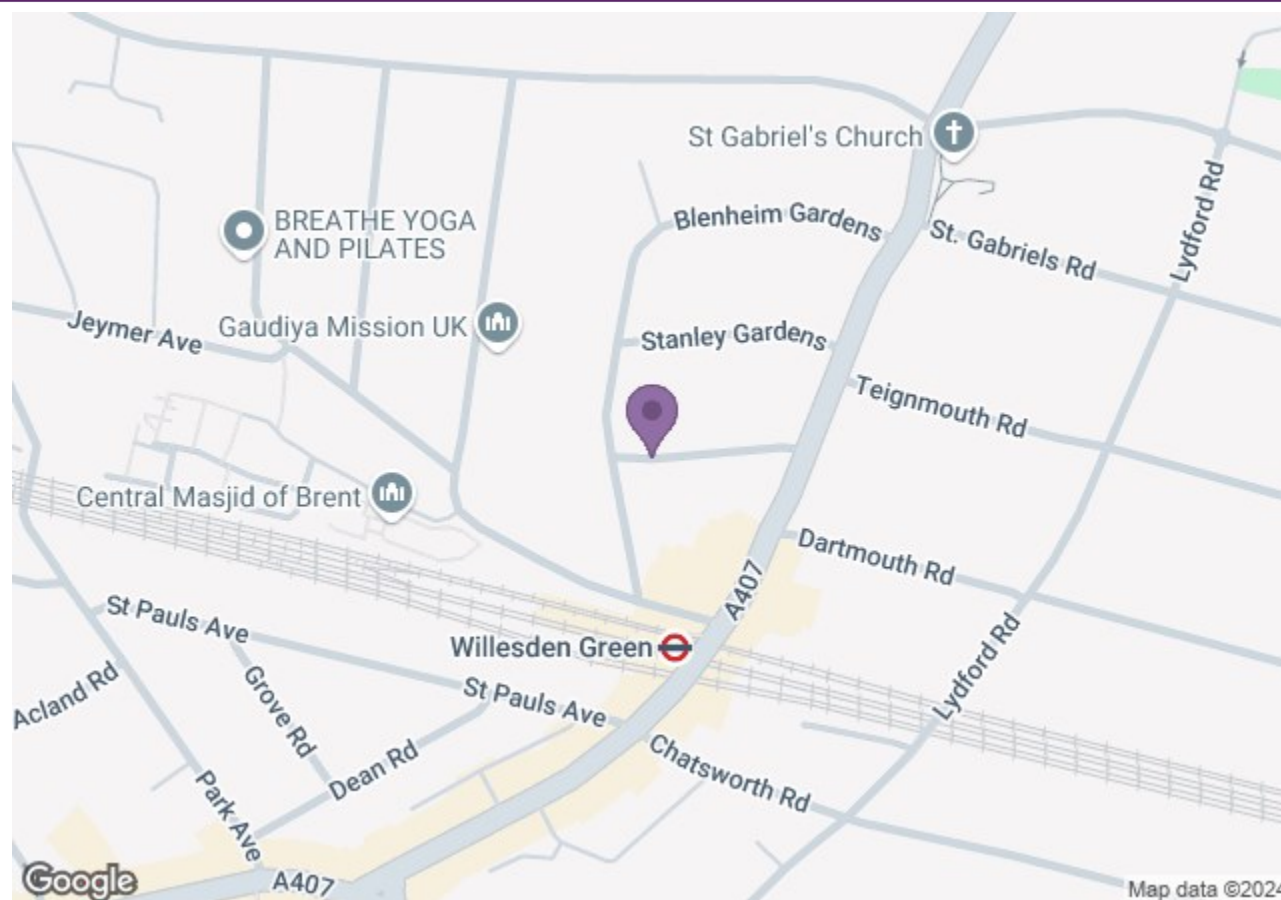 St Gabriel's Church
Lydford Rd
BREATHE YOGA
AND PILATES
Blenheim Gardens
St. Gabriels Rd
Jeymer Ave
Gaudiya Mission UK
Stanley Gardens
Teignmouth Rd
Central Masjid of Brent
Dartmouth Rd
A407
St Pauls Ave
Willesden Green
Lydford Rd
Acland Rd
Grove Rd
St Pauls Ave
Dean Rd
Chatsworth Rd
Park Ave
A407
Google
Map data ©2024